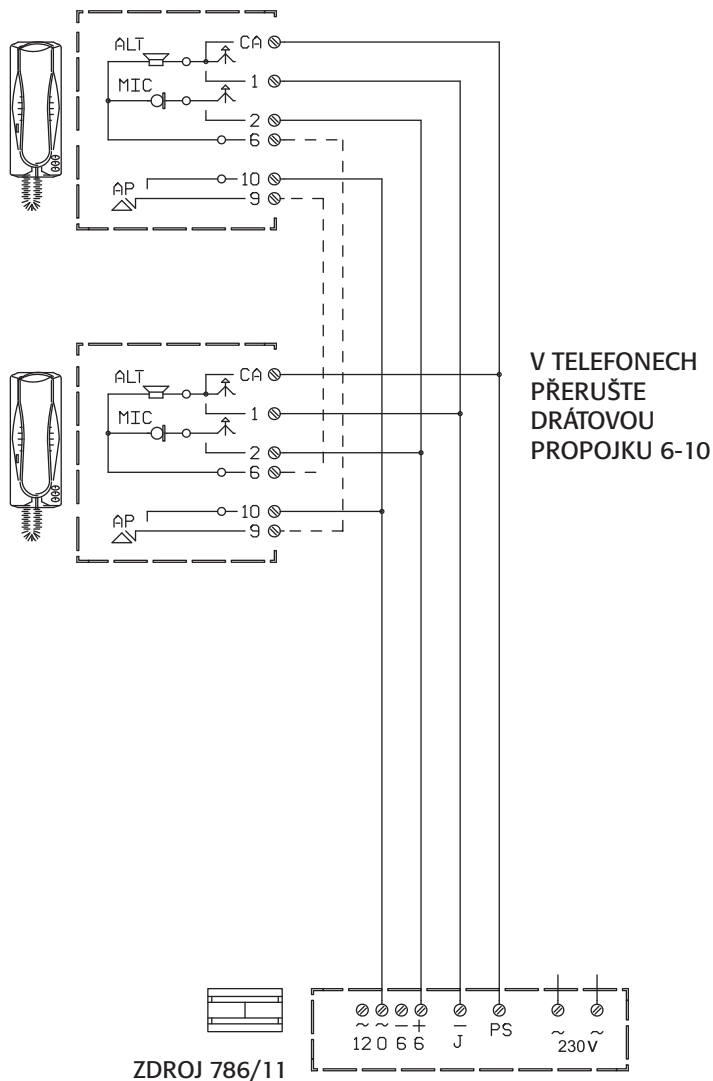 ALT
CA
MIC
1
2
6
AP
10
9
ALT
CA
MIC
1
2
6
AP
10
9
V TELEFONECH
PŘERUŠTE
DRÁTOVOU
PROPOJKU 6-10
~ ~ − + − PS ~ ~
12 0 6 6 J 230V
ZDROJ 786/11